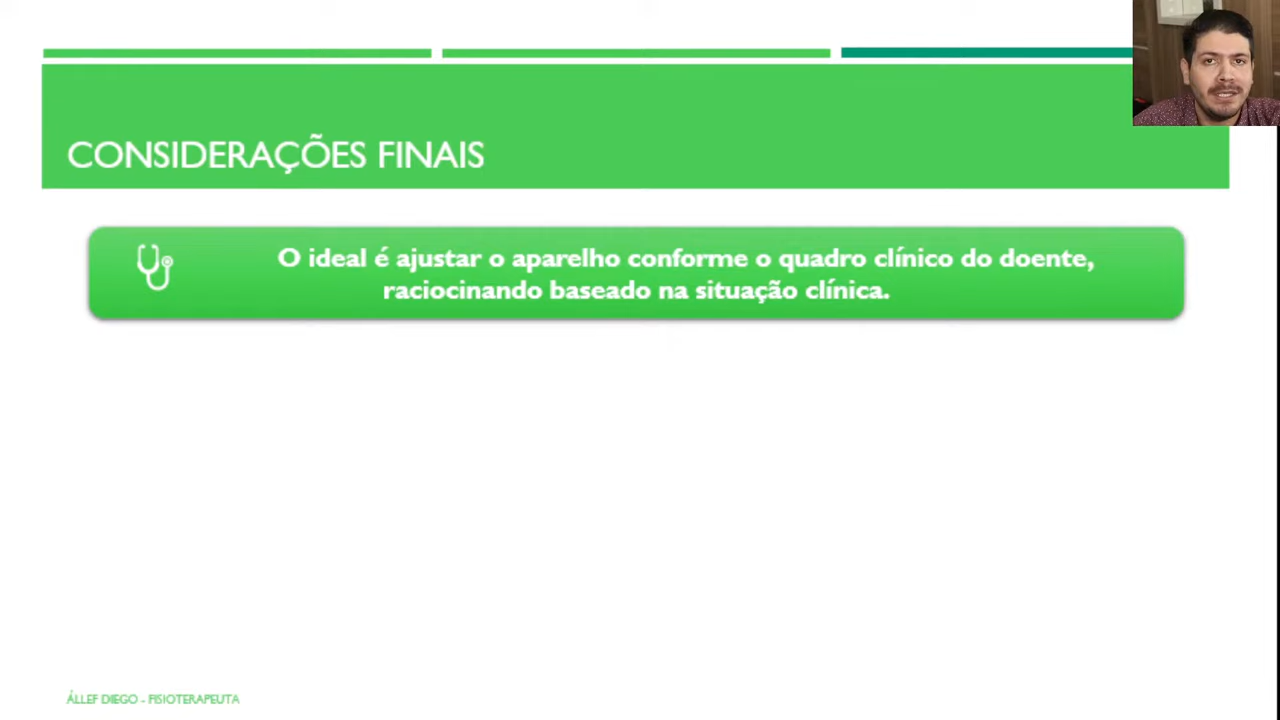 CONSIDERAÇÕES FINAIS
O ideal é ajustar o aparelho conforme o quadro clínico do doente,
raciocinando baseado na situação clínica.
ÁLLEF DIEGO - FISIOTERAPEUTA